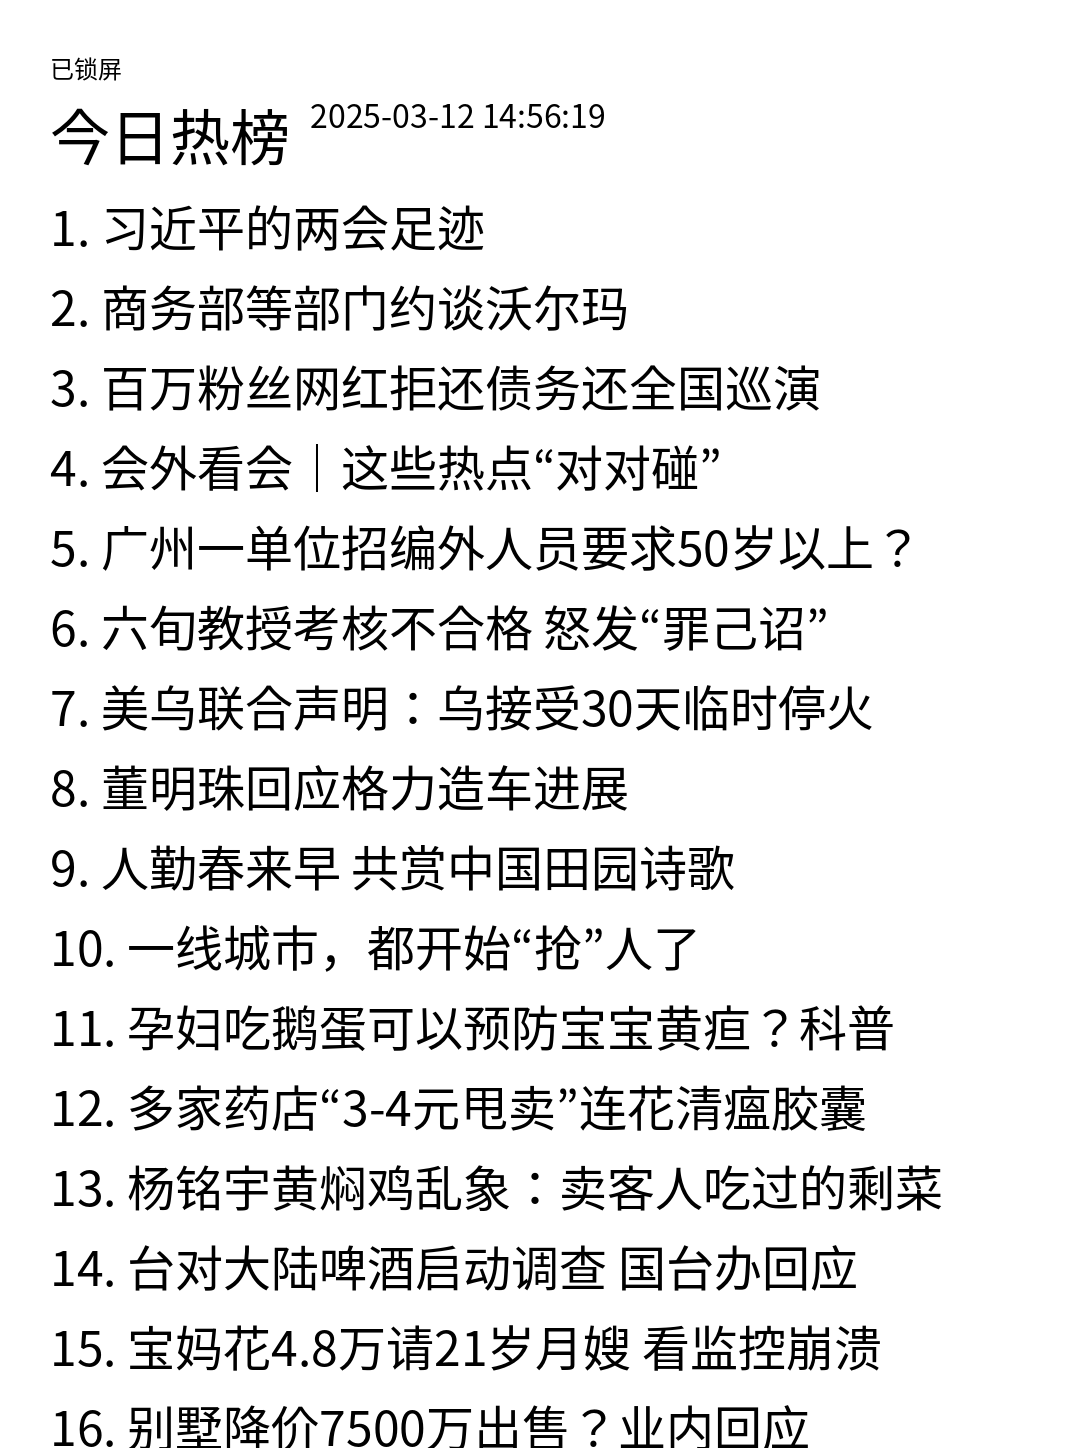 已锁屏
今日热榜 2025-03-12 14:56:19
1. 习近平的两会足迹
2. 商务部等部门约谈沃尔玛
3. 百万粉丝网红拒还债务还全国巡演
4. 会外看会｜这些热点“对对碰”
5. 广州一单位招编外人员要求50岁以上？
6. 六旬教授考核不合格 怒发“罪己诏”
7. 美乌联合声明：乌接受30天临时停火
8. 董明珠回应格力造车进展
9. 人勤春来早 共赏中国田园诗歌
10. 一线城市，都开始“抢”人了
11. 孕妇吃鹅蛋可以预防宝宝黄疸？科普
12. 多家药店“3-4元甩卖”连花清瘟胶囊
13. 杨铭宇黄焖鸡乱象：卖客人吃过的剩菜
14. 台对大陆啤酒启动调查 国台办回应
15. 宝妈花4.8万请21岁月嫂 看监控崩溃
16. 别墅降价7500万出售？业内回应